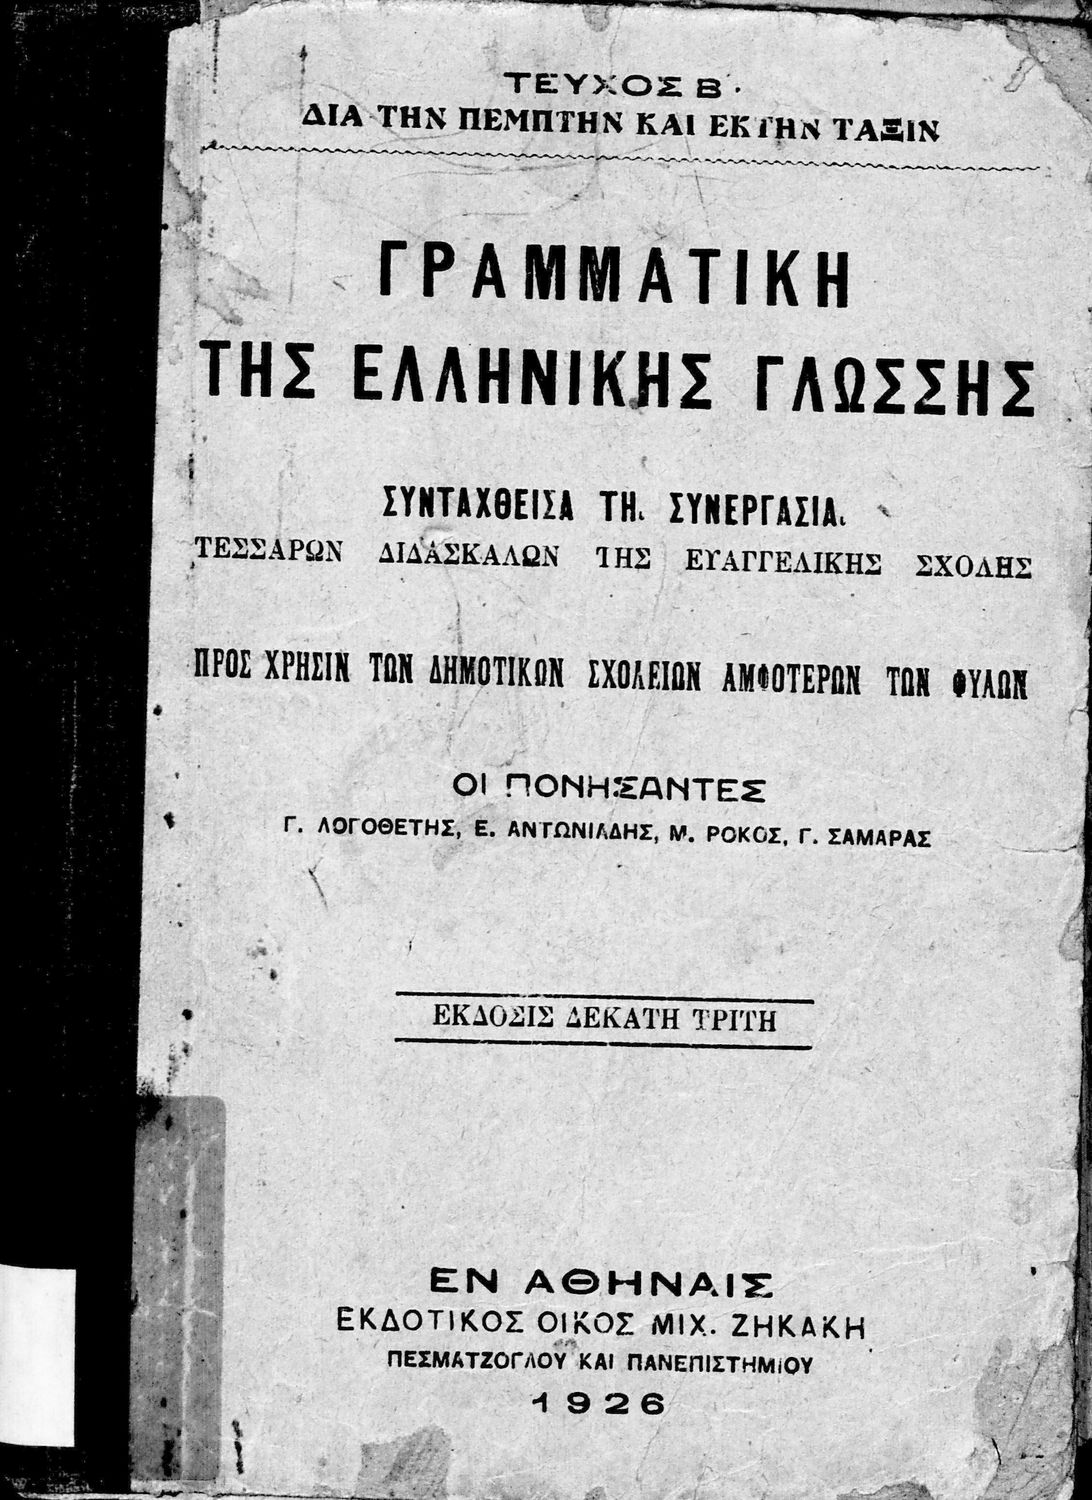 ΤΕΥΧΟΣ Β΄.
ΔΙΑ ΤΗΝ ΠΕΜΠΤΗΝ ΚΑΙ ΕΚΤΗΝ ΤΑΞΙΝ
ΓΡΑΜΜΑΤΙΚΗ
ΤΗΣ ΕΛΛΗΝΙΚΗΣ ΓΛΩΣΣΗΣ
ΣΥΝΤΑΧΘΕΙΣΑ ΤΗι ΣΥΝΕΡΓΑΣΙΑι
ΤΕΣΣΑΡΩΝ ΔΙΔΑΣΚΑΛΩΝ ΤΗΣ ΕΥΑΓΓΕΛΙΚΗΣ ΣΧΟΛΗΣ
ΠΡΟΣ ΧΡΗΣΙΝ ΤΩΝ ΔΗΜΟΤΙΚΩΝ ΣΧΟΛΕΙΩΝ ΑΜΦΟΤΕΡΩΝ ΤΩΝ ΦΥΛΩΝ
ΟΙ ΠΟΝΗΣΑΝΤΕΣ
Γ. ΛΟΓΟΘΕΤΗΣ, Ε. ΑΝΤΩΝΙΑΔΗΣ, Μ. ΡΟΚΟΣ, Γ. ΣΑΜΑΡΑΣ
ΕΚΔΟΣΙΣ ΔΕΚΑΤΗ ΤΡΙΤΗ
ΕΝ ΑΘΗΝΑΙΣ
ΕΚΔΟΤΙΚΟΣ ΟΙΚΟΣ ΜΙΧ. ΖΗΚΑΚΗ
ΠΕΣΜΑΤΖΟΓΛΟΥ ΚΑΙ ΠΑΝΕΠΙΣΤΗΜΙΟΥ
1926